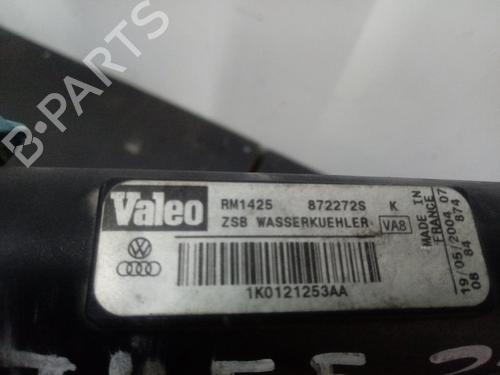 B-PARTS
Valeo
RM1425 872272S K
ZSB WASSERKUEHLER VA8
1K0121253AA
MADE IN
FRANCE 07
19/05/2004 874
08 84